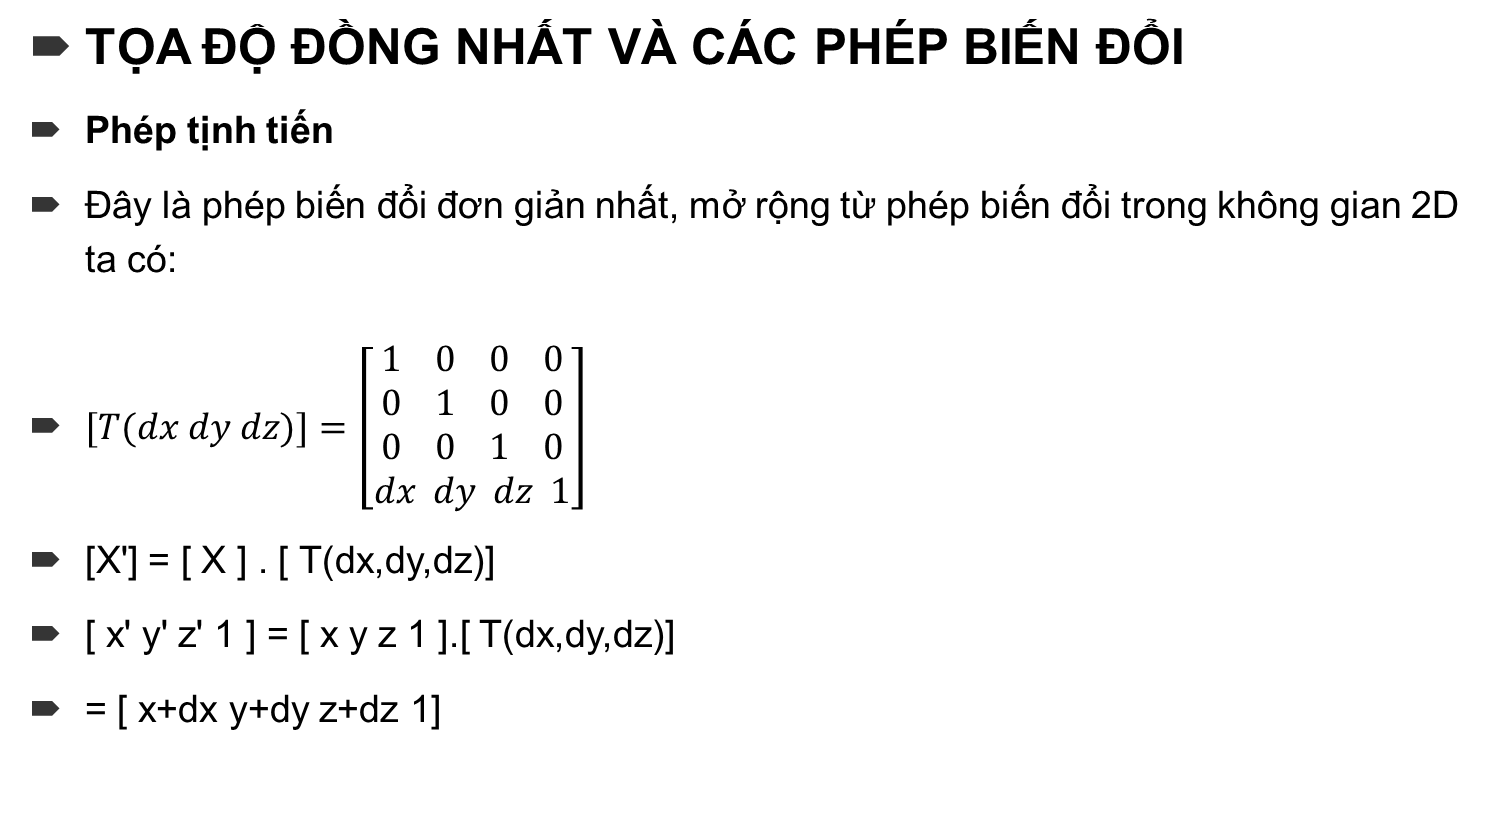 TỌA ĐỘ ĐỒNG NHẤT VÀ CÁC PHÉP BIẾN ĐỔI
Phép tịnh tiến
Đây là phép biến đổi đơn giản nhất, mở rộng từ phép biến đổi trong không gian 2D
ta có:
[T(dx dy dz)] =
1 0 0 0
0 1 0 0
0 0 1 0
dx dy dz 1
[X'] = [ X ] . [ T(dx,dy,dz)]
[ x' y' z' 1 ] = [ x y z 1 ].[ T(dx,dy,dz)]
= [ x+dx y+dy z+dz 1]